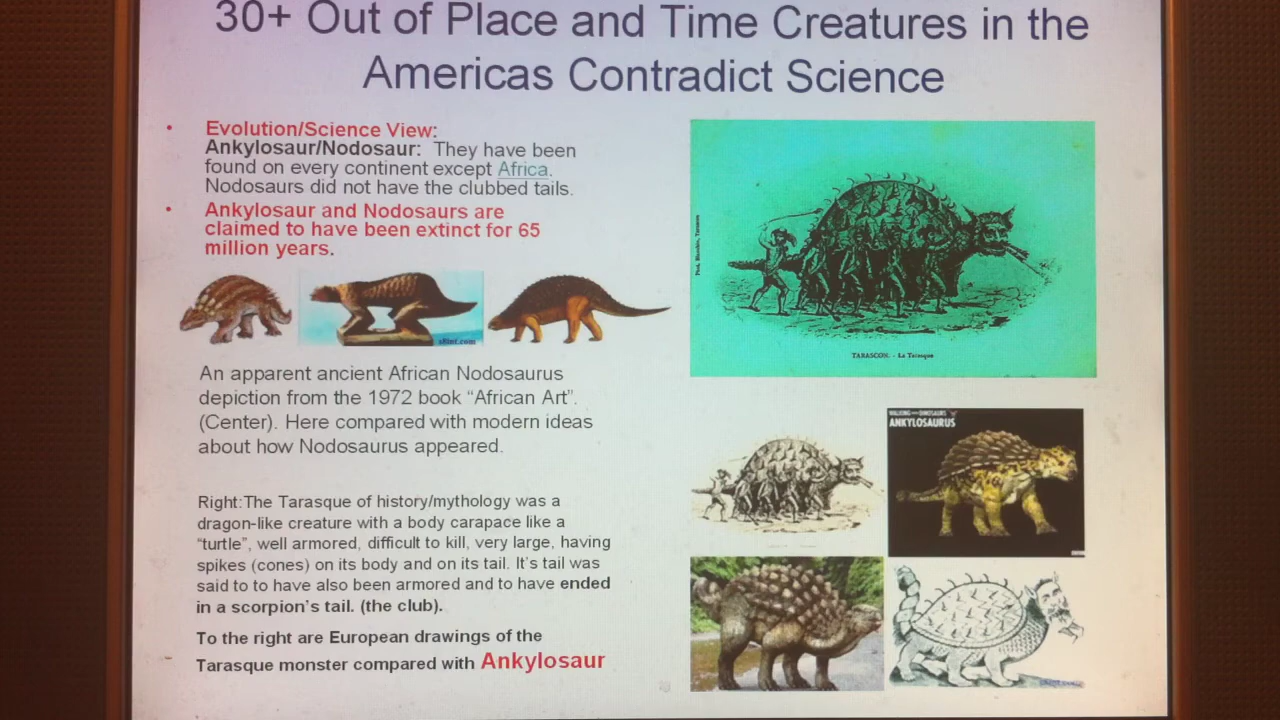 30+ Out of Place and Time Creatures in the
Americas Contradict Science
• Evolution/Science View:
Ankylosaur/Nodosaur: They have been
found on every continent except Africa.
Nodosaurs did not have the clubbed tails.
• Ankylosaur and Nodosaurs are
claimed to have been extinct for 65
million years.
An apparent ancient African Nodosaurus
depiction from the 1972 book “African Art”.
(Center). Here compared with modern ideas
about how Nodosaurus appeared.
Right:The Tarasque of history/mythology was a
dragon-like creature with a body carapace like a
“turtle”, well armored, difficult to kill, very large, having
spikes (cones) on its body and on its tail. It’s tail was
said to to have also been armored and to have ended
in a scorpion’s tail. (the club).
To the right are European drawings of the
Tarasque monster compared with Ankylosaur
TARASCON. - La Tarasque
WALKING WITH DINOSAURS
ANKYLOSAURUS